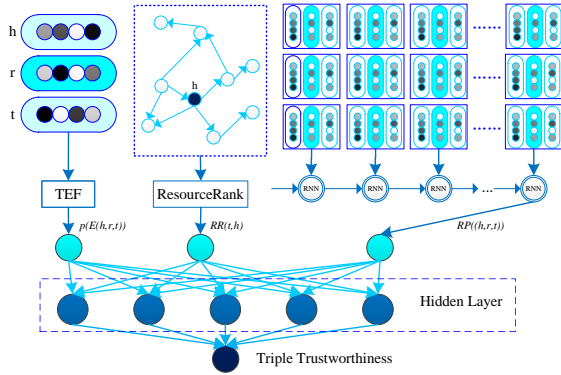 h
r
t
h
TEF
ResourceRank
RNN
RNN
RNN
...
RNN
p(E(h,r,t))
RR(t,h)
RP((h,r,t))
Hidden Layer
Triple Trustworthiness